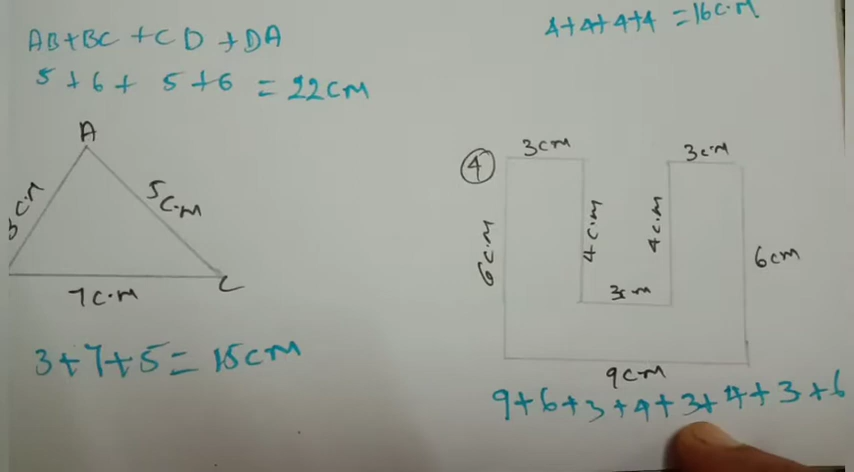 AB+BC +CD +DA
5 +6 + 5 +6 = 22CM
4+4+4+4 =16C.M
A
5C.M
7C.M
C
3+7+5= 15CM
4
3CM
3C.M
6C.M
4C.M
4C.M
3CM
6CM
9CM
9+6+3+4+3+4+3+6